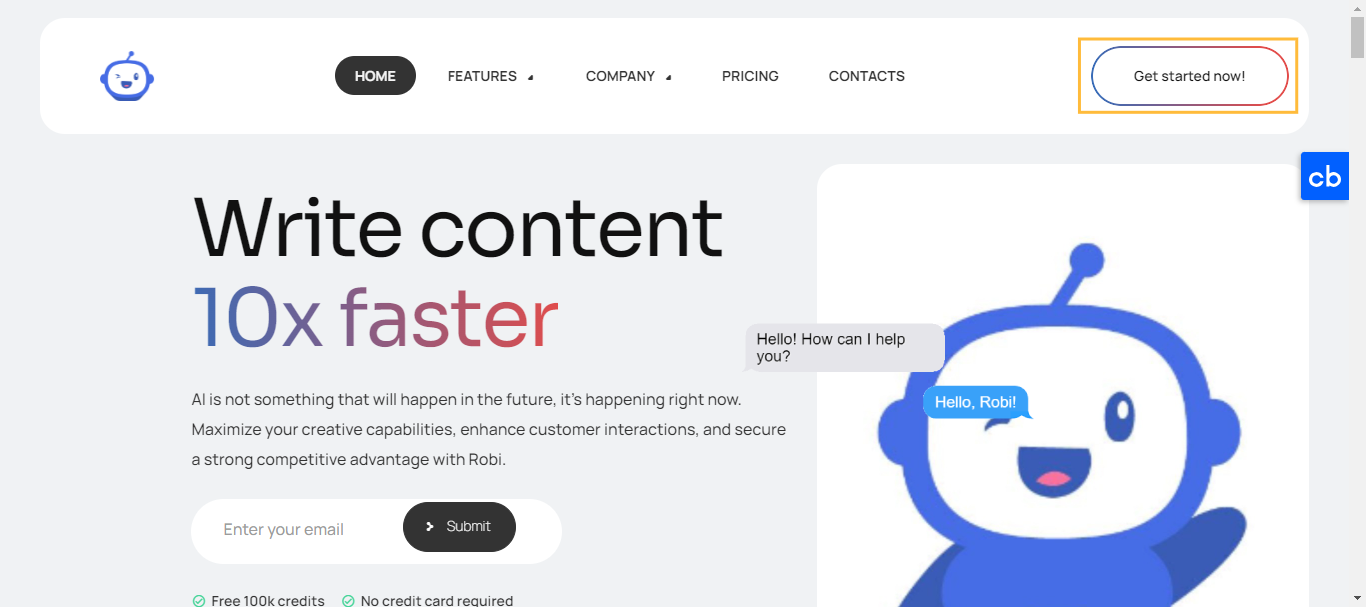 HOME
FEATURES
COMPANY
PRICING
CONTACTS
Get started now!
cb
Write content
10x faster
Hello! How can I help
you?
Hello, Robi!
AI is not something that will happen in the future, it's happening right now.
Maximize your creative capabilities, enhance customer interactions, and secure
a strong competitive advantage with Robi.
Enter your email
Submit
Free 100k credits
No credit card required